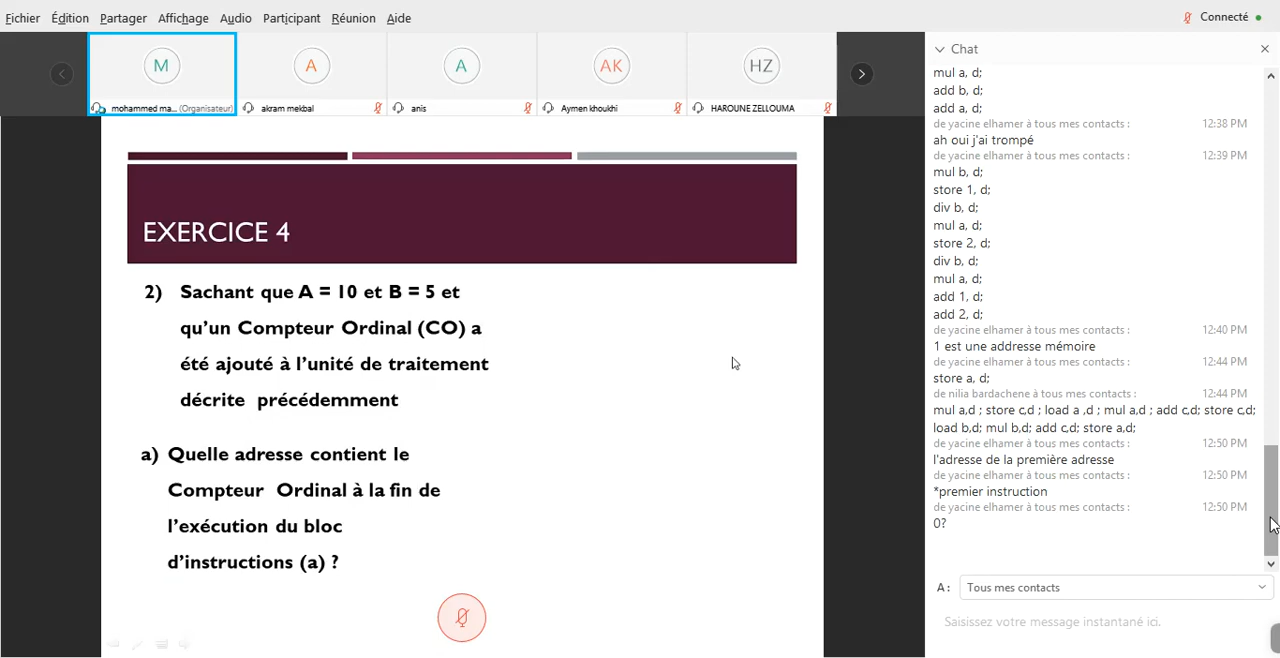 Fichier Édition Partager Affichage Audio Participant Réunion Aide
Connecté
M
A
A
AK
HZ
mohammed ma... (Organisateur)
akram mekbal
anis
Aymen khoukhi
HAROUNE ZELLOUMA
EXERCICE 4
2) Sachant que A = 10 et B = 5 et
qu’un Compteur Ordinal (CO) a
été ajouté à l’unité de traitement
décrite précédemment
a) Quelle adresse contient le
Compteur Ordinal à la fin de
l’exécution du bloc
d’instructions (a) ?
Chat
mul a, d;
add b, d;
add a, d;
de yacine elhamer à tous mes contacts : 12:38 PM
ah oui j'ai trompé
de yacine elhamer à tous mes contacts : 12:39 PM
mul b, d;
store 1, d;
div b, d;
mul a, d;
store 2, d;
div b, d;
mul a, d;
add 1, d;
add 2, d;
de yacine elhamer à tous mes contacts : 12:40 PM
1 est une addresse mémoire
de yacine elhamer à tous mes contacts : 12:44 PM
store a, d;
de nilia bardachene à tous mes contacts : 12:44 PM
mul a,d ; store c,d ; load a ,d ; mul a,d ; add c,d; store c,d;
load b,d; mul b,d; add c,d; store a,d;
de yacine elhamer à tous mes contacts : 12:50 PM
l'adresse de la première adresse
de yacine elhamer à tous mes contacts : 12:50 PM
*premier instruction
de yacine elhamer à tous mes contacts : 12:50 PM
0?
A : Tous mes contacts
Saisissez votre message instantané ici.